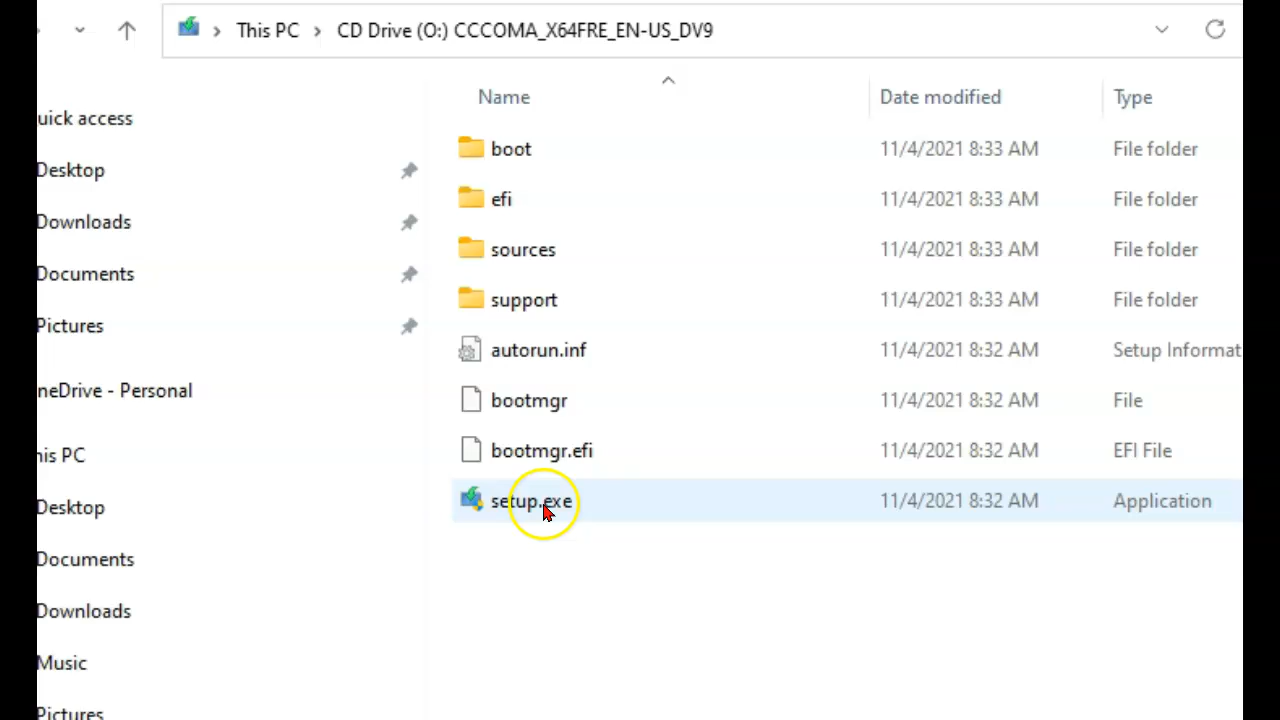 This PC > CD Drive (O:) CCCOMA_X64FRE_EN-US_DV9
Name Date modified Type
uick access
Desktop
Downloads
Documents
Pictures
neDrive - Personal
his PC
Desktop
Documents
Downloads
Music
Pictures
boot 11/4/2021 8:33 AM File folder
efi 11/4/2021 8:33 AM File folder
sources 11/4/2021 8:33 AM File folder
support 11/4/2021 8:33 AM File folder
autorun.inf 11/4/2021 8:32 AM Setup Informat
bootmgr 11/4/2021 8:32 AM File
bootmgr.efi 11/4/2021 8:32 AM EFI File
setup.exe 11/4/2021 8:32 AM Application